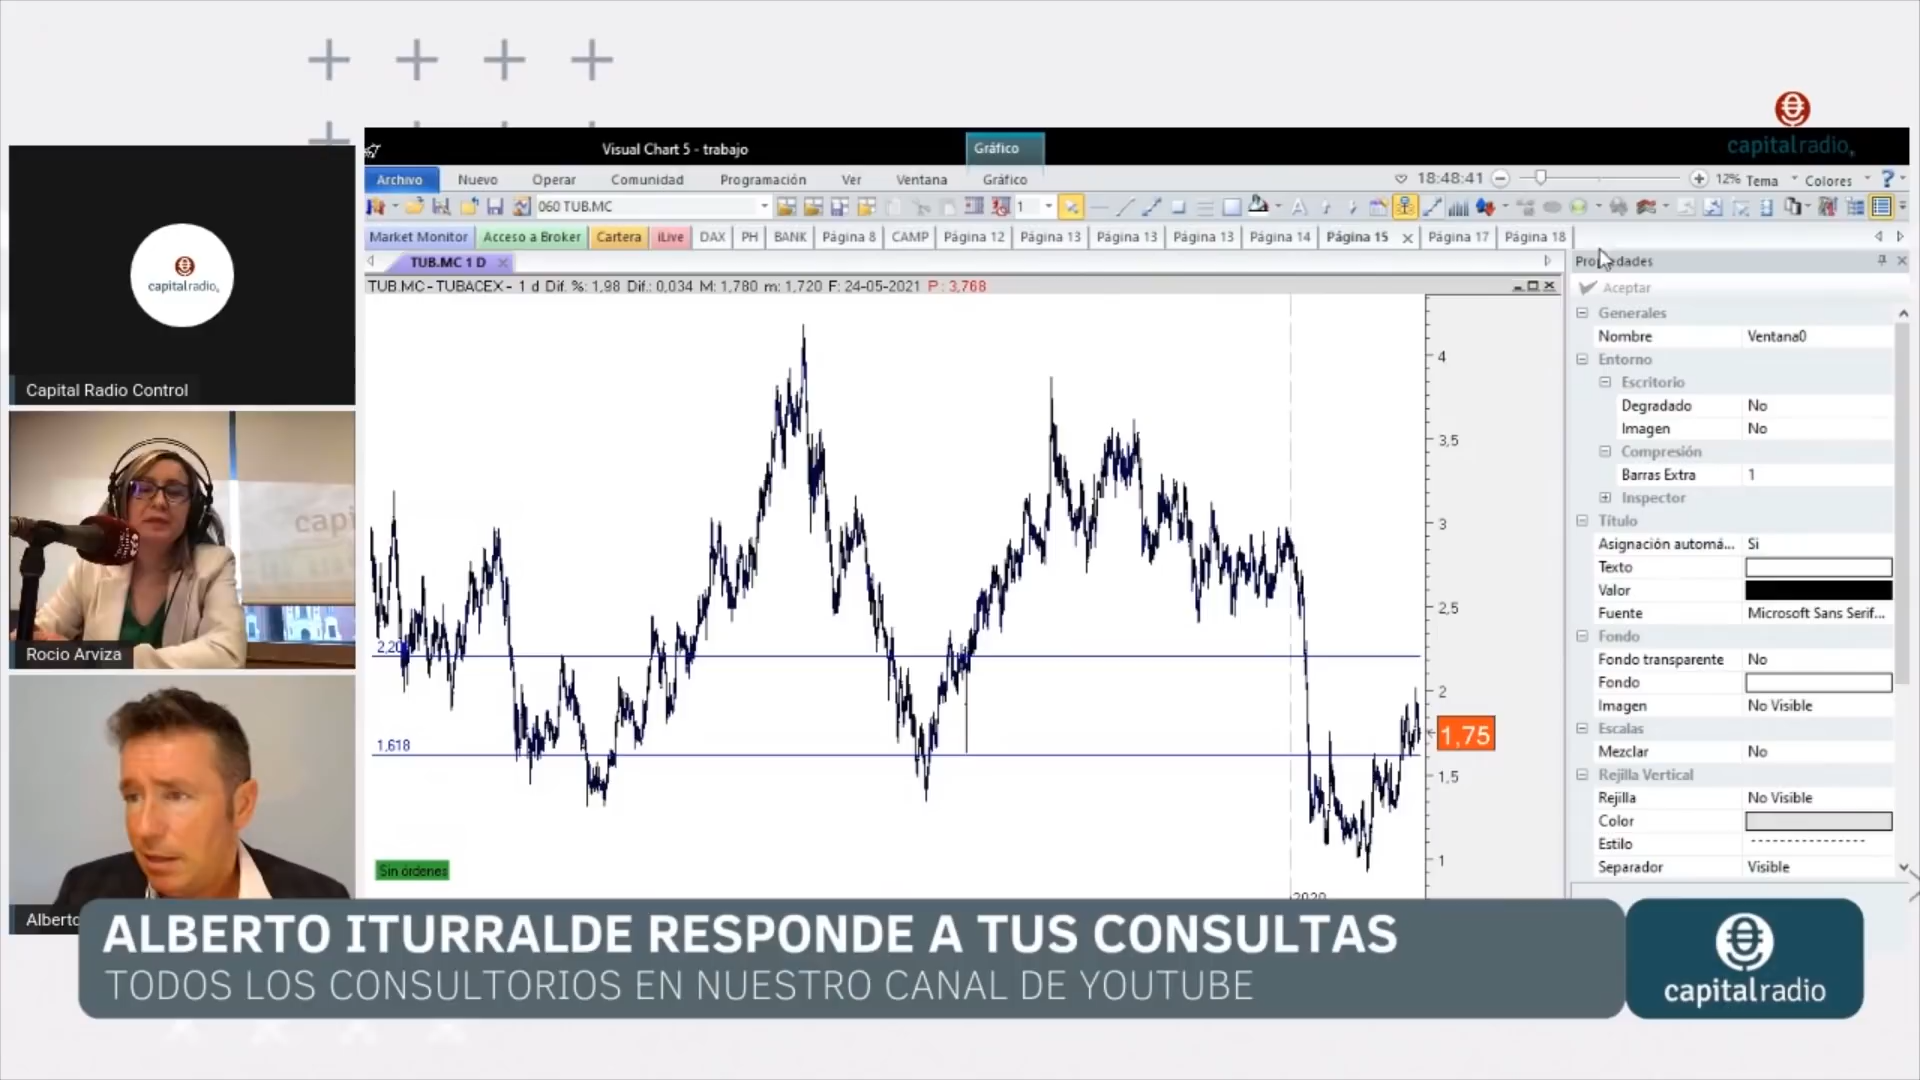 capitalradio
Visual Chart 5 - trabajo
Gráfico
Archivo
Nuevo
Operar
Comunidad
Programación
Ver
Ventana
Gráfico
18:48:41
12%
Tema
Colores
060 TUB.MC
1
Market Monitor
Acceso a Broker
Cartera
iLive
DAX
PH
BANK
Página 8
CAMP
Página 12
Página 13
Página 13
Página 13
Página 14
Página 15
Página 17
Página 18
TUB.MC 1 D
TUB.MC - TUBACEX - 1 d Dif. %: 1,98 Dif.: 0,034 M: 1,780 m: 1,720 F: 24-05-2021 P: 3,768
4
3,5
3
2,5
2
1,5
1
1,618
1,75
2020
Sin órdenes
Aceptar
Generales
Nombre Ventana0
Entorno
Escritorio
Degradado No
Imagen No
Compresión
Barras Extra 1
Inspector
Título
Asignación automá... Si
Texto
Valor
Fuente Microsoft Sans Serif...
Fondo
Fondo transparente No
Fondo
Imagen No Visible
Escalas
Mezclar No
Rejilla Vertical
Rejilla No Visible
Color
Estilo
Separador Visible
capitalradio
Capital Radio Control
Rocio Arviza
Alberto
ALBERTO ITURRALDE RESPONDE A TUS CONSULTAS
TODOS LOS CONSULTORIOS EN NUESTRO CANAL DE YOUTUBE
capitalradio